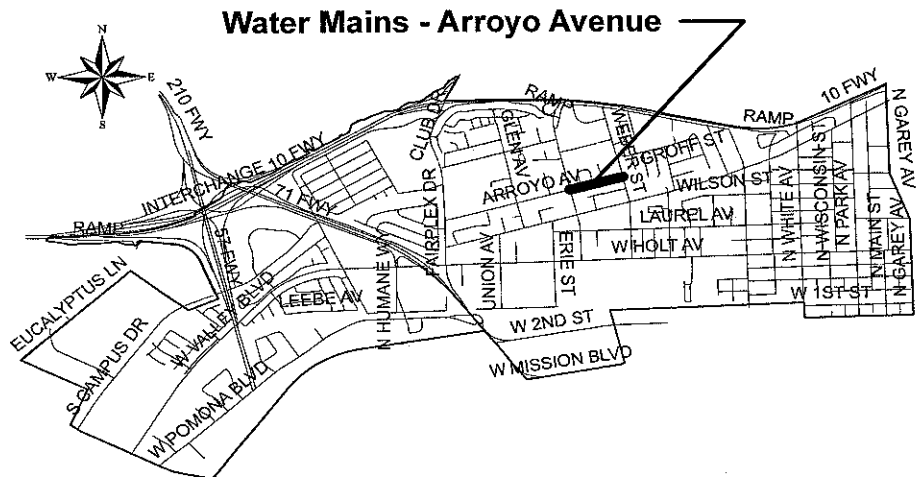 Water Mains - Arroyo Avenue
N
W
E
S
210 FWY
INTERCHANGE 10 FWY
71 FWY
RAMP
57 FWY
EUCALYPTUS LN
S CAMPUS DR
W VALLEY BLVD
LEEBE AV
W POMONA BLVD
N HUMANE W
FAIRPLEX DR
CLUB DR
GLEN AV
ARROYO AV
UNION AV
ERIE ST
RAMP
WEBER ST
GROFF ST
WILSON ST
LAUREL AV
W HOLT AV
W 2ND ST
W MISSION BLVD
RAMP
10 FWY
N WHITE AV
N WISCONSIN ST
N PARK AV
N MAIN ST
N GAREY AV
N GAREY AV
W 1ST ST